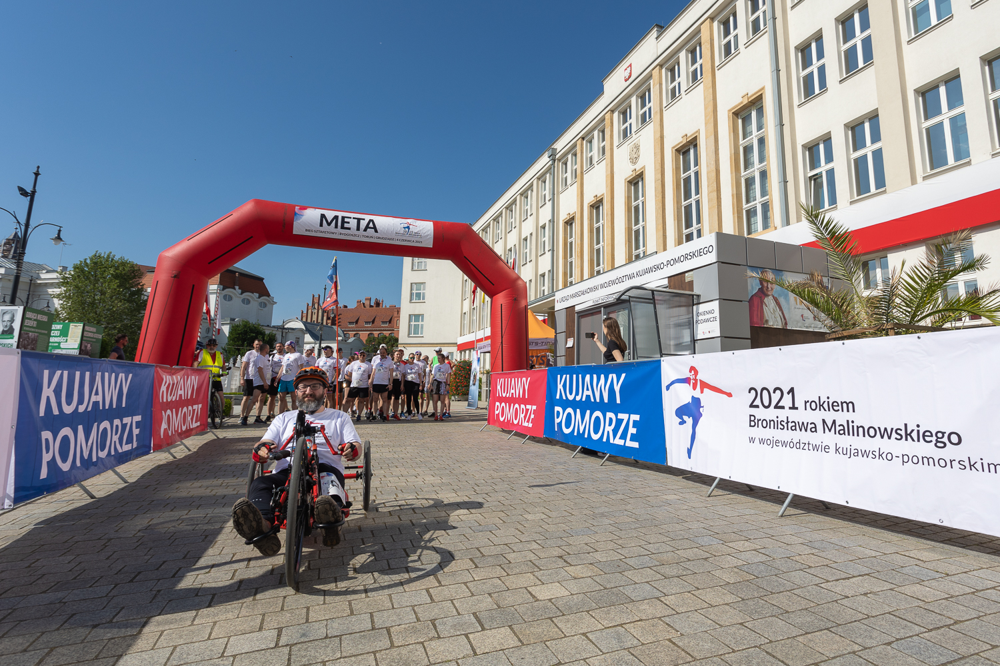 META
BIEG SZTAFETOWY | BYDGOSZCZ | TORUŃ | GRUDZIĄDZ | 4 CZERWCA 2021
URZĄD MARSZAŁKOWSKI WOJEWÓDZTWA KUJAWSKO-POMORSKIEGO
PUNKT INFORMACYJNY
OKIENKO
PODAWCZE
KUJAWY
POMORZE
KUJAWY
POMORZE
KUJAWY
POMORZE
KUJAWY
POMORZE
2021 rokiem
Bronisława Malinowskiego
w województwie kujawsko-pomorskim